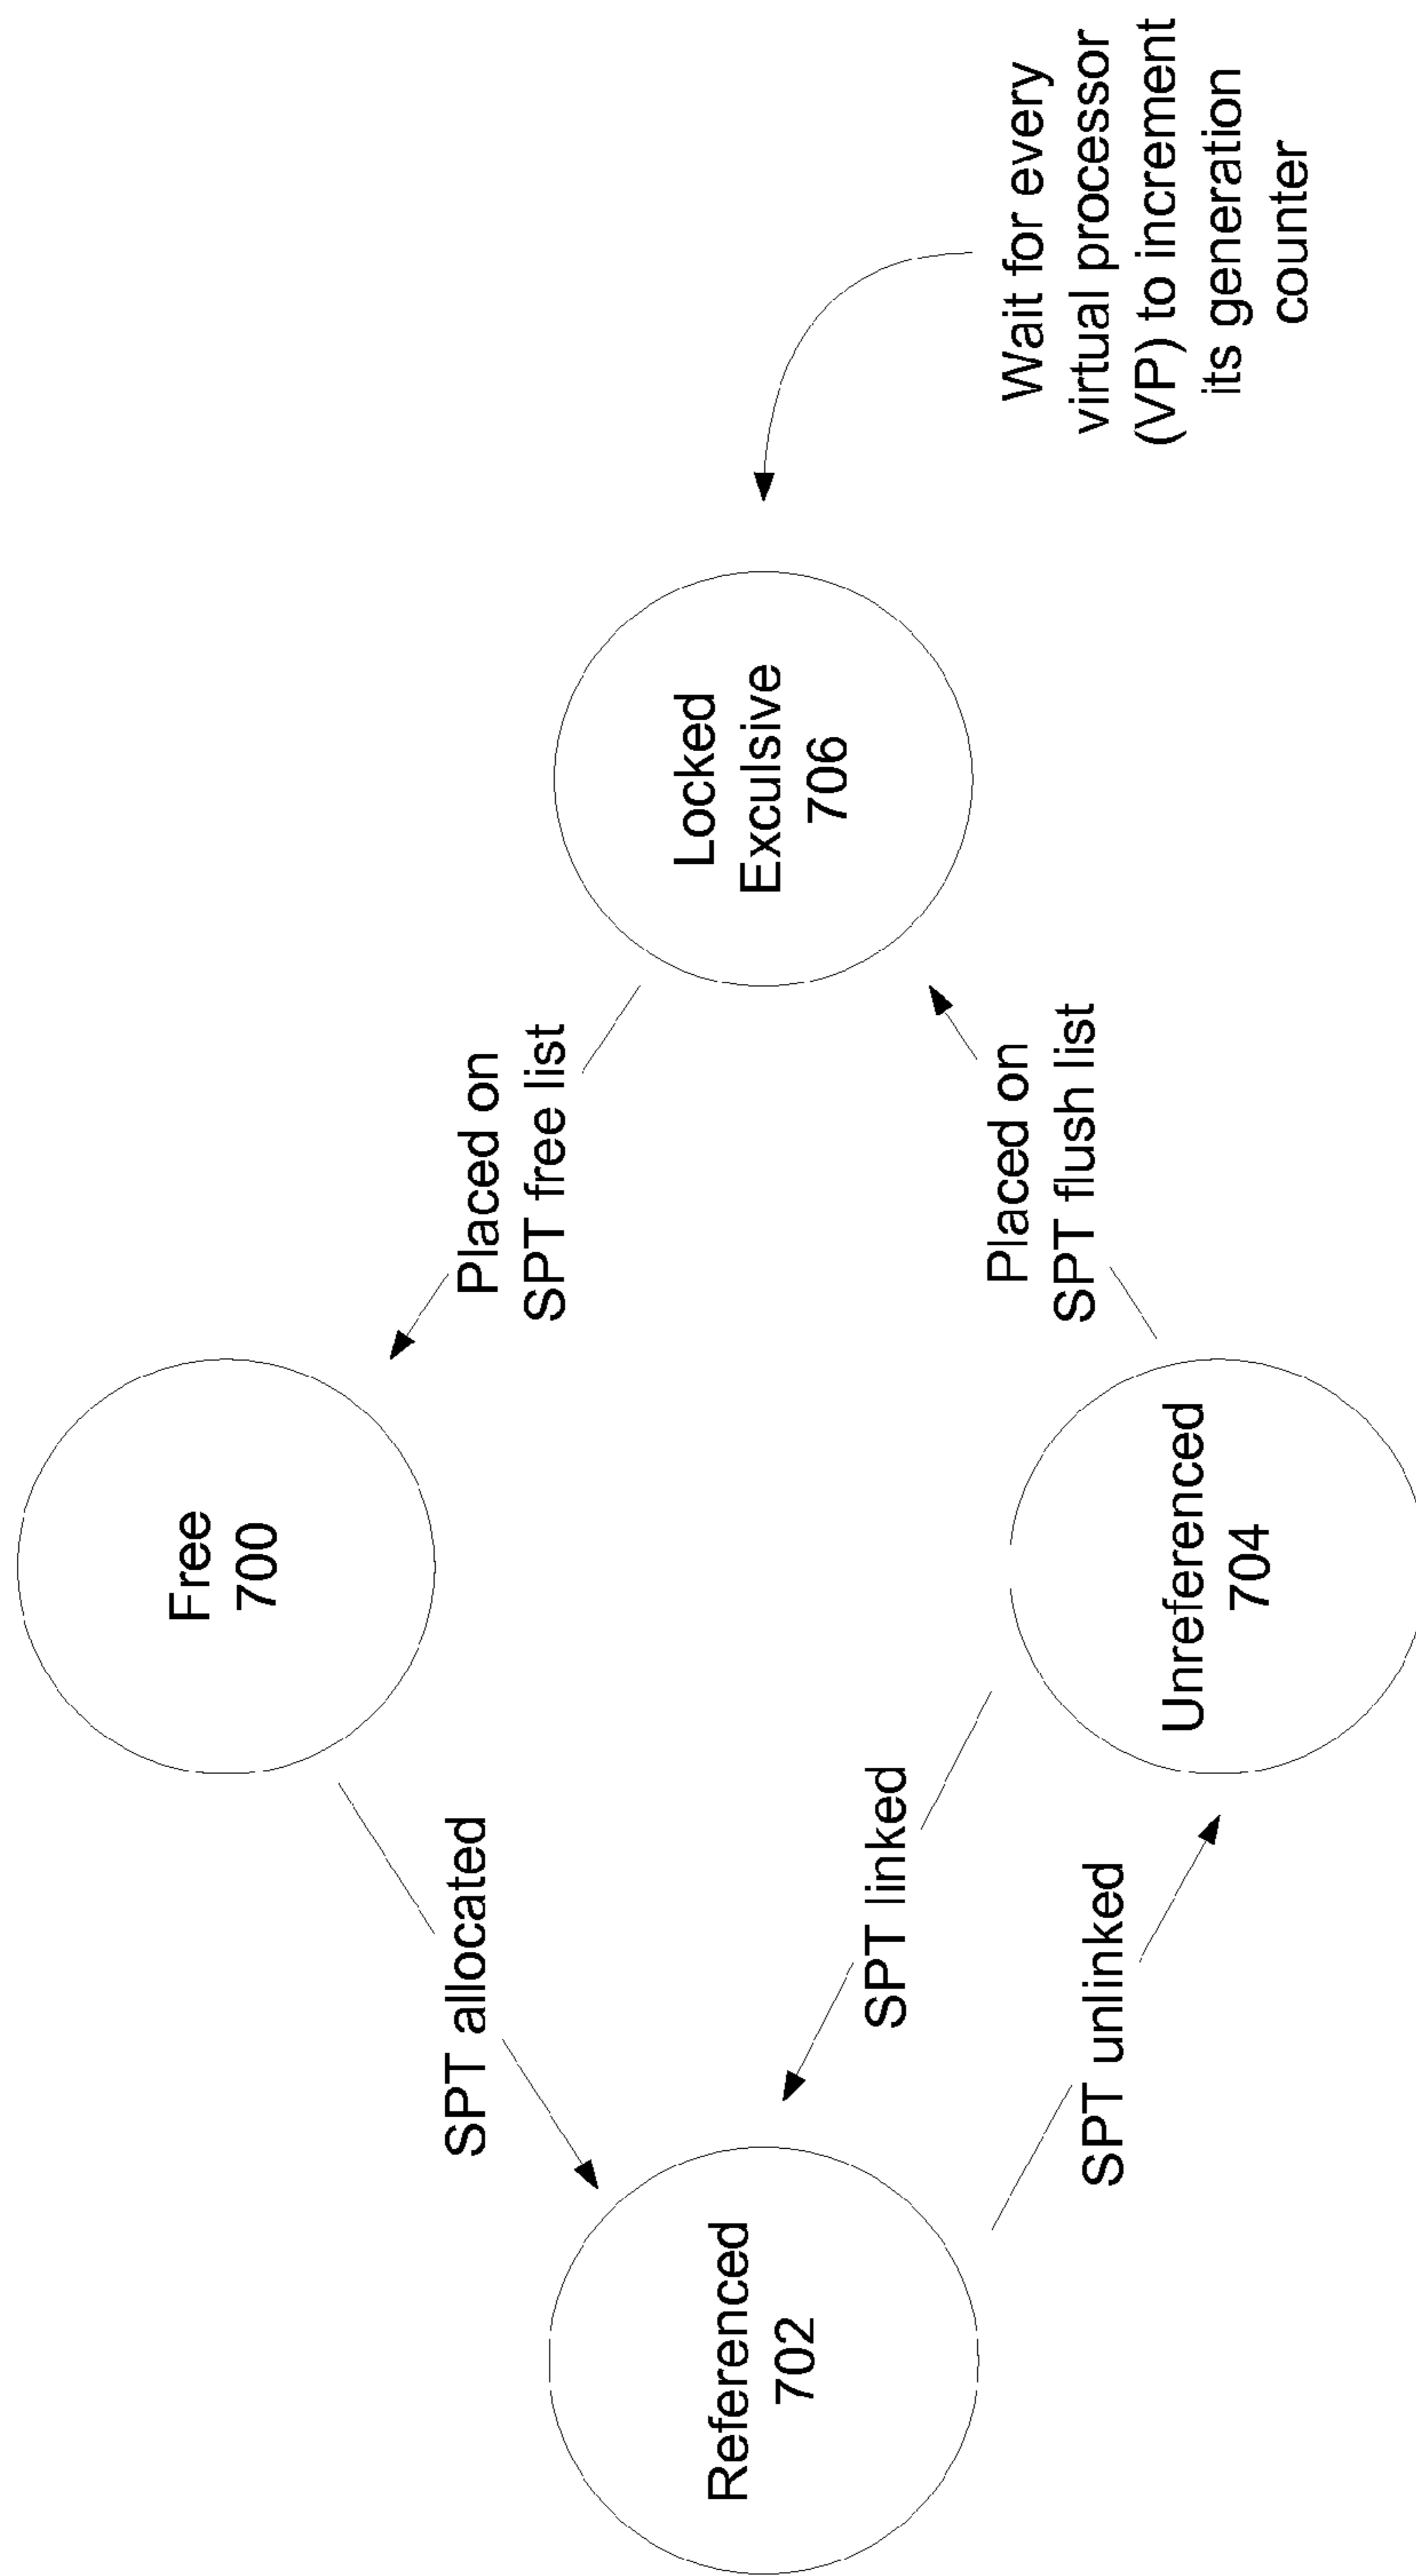 Free
700
SPT allocated
Placed on
SPT free list
Referenced
702
Locked
Exculsive
706
SPT linked
SPT unlinked
Placed on
SPT flush list
Unreferenced
704
Wait for every
virtual processor
(VP) to increment
its generation
counter